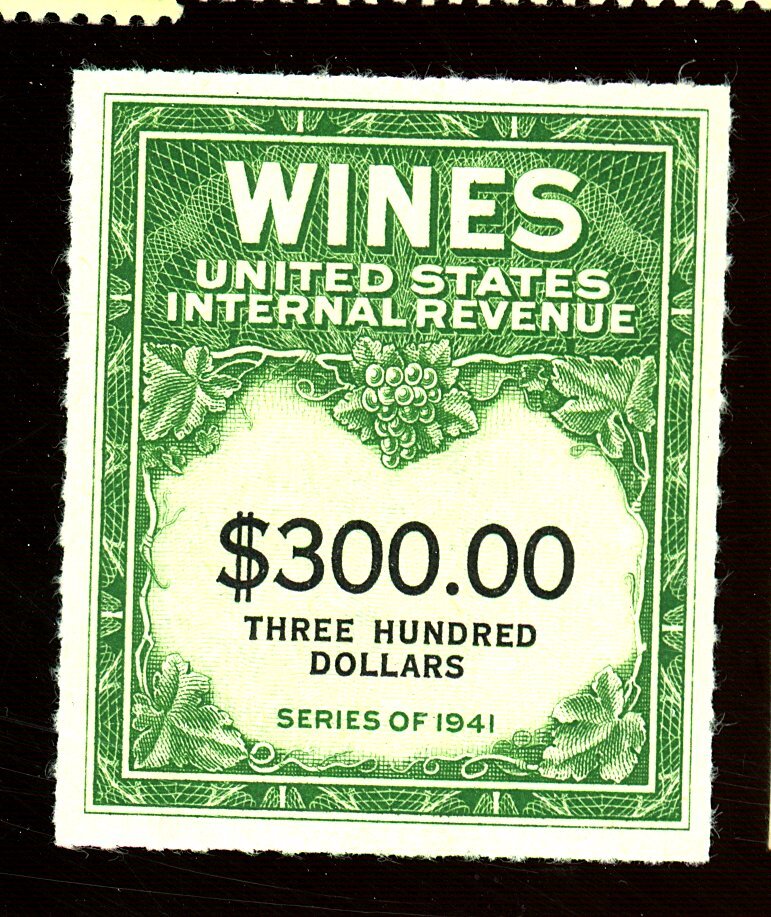 WINES
UNITED STATES
INTERNAL REVENUE
$300.00
THREE HUNDRED
DOLLARS
SERIES OF 1941